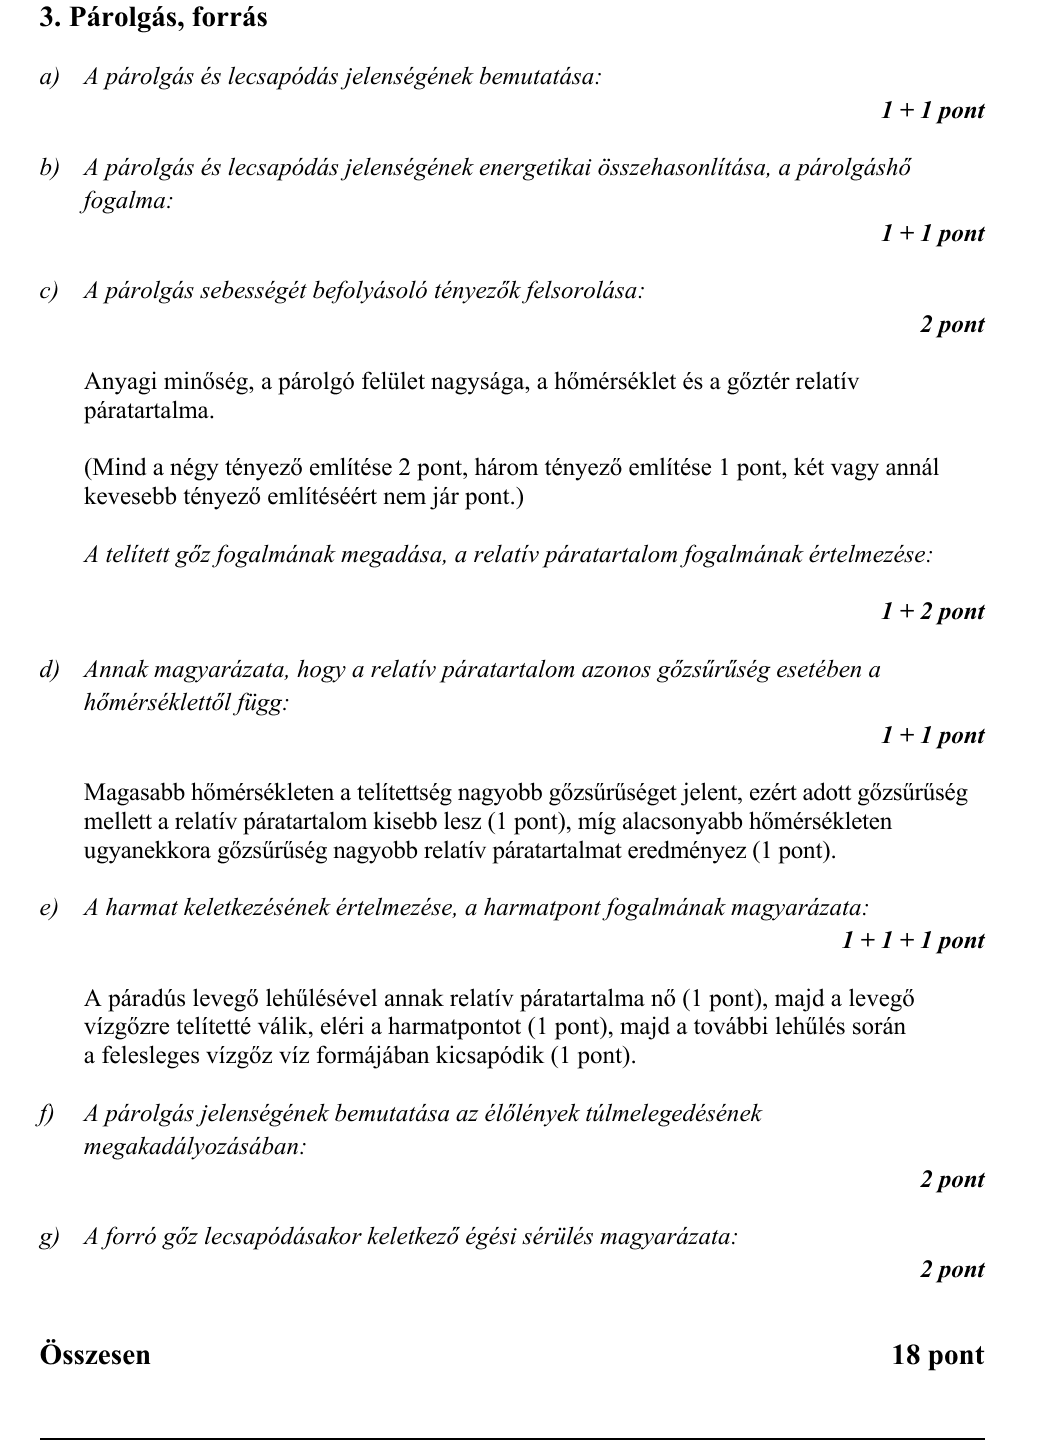 3. Párolgás, forrás
a) A párolgás és lecsapódás jelenségének bemutatása:
1 + 1 pont
b) A párolgás és lecsapódás jelenségének energetikai összehasonlítása, a párolgáshő
fogalma:
1 + 1 pont
c) A párolgás sebességét befolyásoló tényezők felsorolása:
2 pont
Anyagi minőség, a párolgó felület nagysága, a hőmérséklet és a gőztér relatív
páratartalma.
(Mind a négy tényező említése 2 pont, három tényező említése 1 pont, két vagy annál
kevesebb tényező említéséért nem jár pont.)
A telített gőz fogalmának megadása, a relatív páratartalom fogalmának értelmezése:
1 + 2 pont
d) Annak magyarázata, hogy a relatív páratartalom azonos gőzsűrűség esetében a
hőmérséklettől függ:
1 + 1 pont
Magasabb hőmérsékleten a telítettség nagyobb gőzsűrűséget jelent, ezért adott gőzsűrűség
mellett a relatív páratartalom kisebb lesz (1 pont), míg alacsonyabb hőmérsékleten
ugyanekkora gőzsűrűség nagyobb relatív páratartalmat eredményez (1 pont).
e) A harmat keletkezésének értelmezése, a harmatpont fogalmának magyarázata:
1 + 1 + 1 pont
A páradús levegő lehűlésével annak relatív páratartalma nő (1 pont), majd a levegő
vízgőzre telítetté válik, eléri a harmatpontot (1 pont), majd a további lehűlés során
a felesleges vízgőz víz formájában kicsapódik (1 pont).
f) A párolgás jelenségének bemutatása az élőlények túlmelegedésének
megakadályozásában:
2 pont
g) A forró gőz lecsapódásakor keletkező égési sérülés magyarázata:
2 pont
Összesen 18 pont